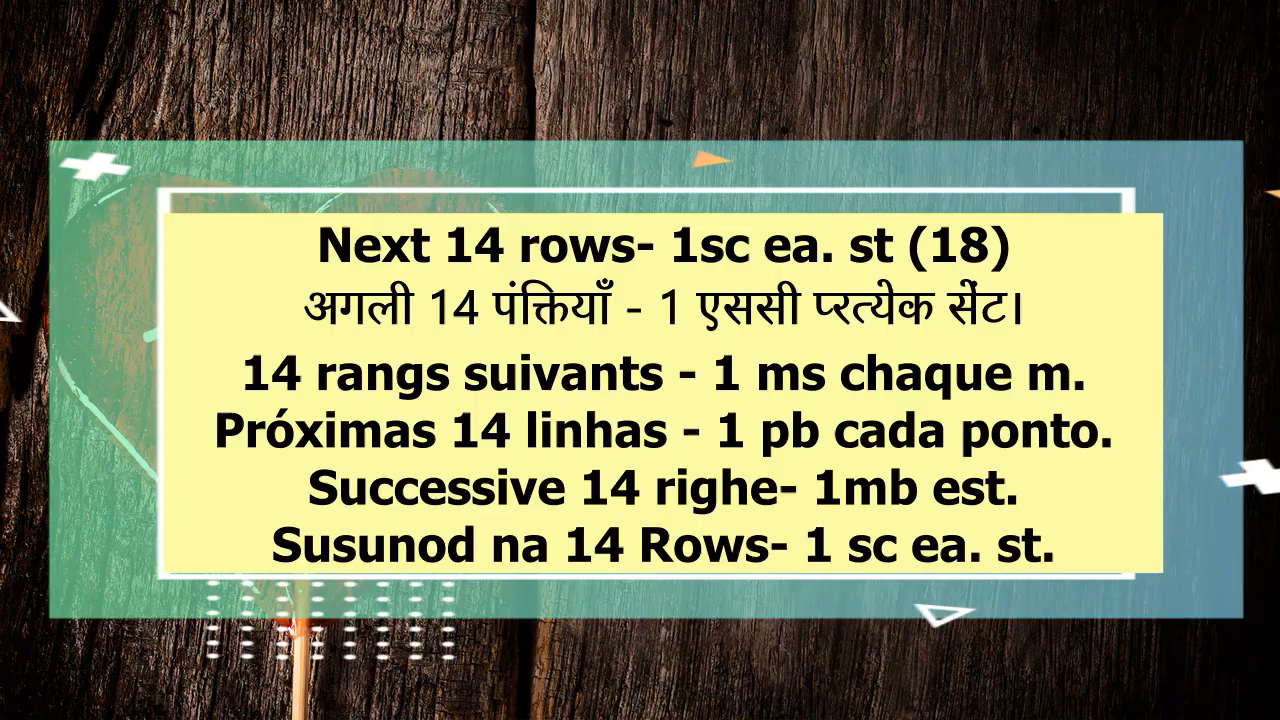 Next 14 rows- 1sc ea. st (18)
अगली 14 पंक्तियाँ - 1 एससी प्रत्येक सेंट।
14 rangs suivants - 1 ms chaque m.
Próximas 14 linhas - 1 pb cada ponto.
Successive 14 righe- 1mb est.
Susunod na 14 Rows- 1 sc ea. st.